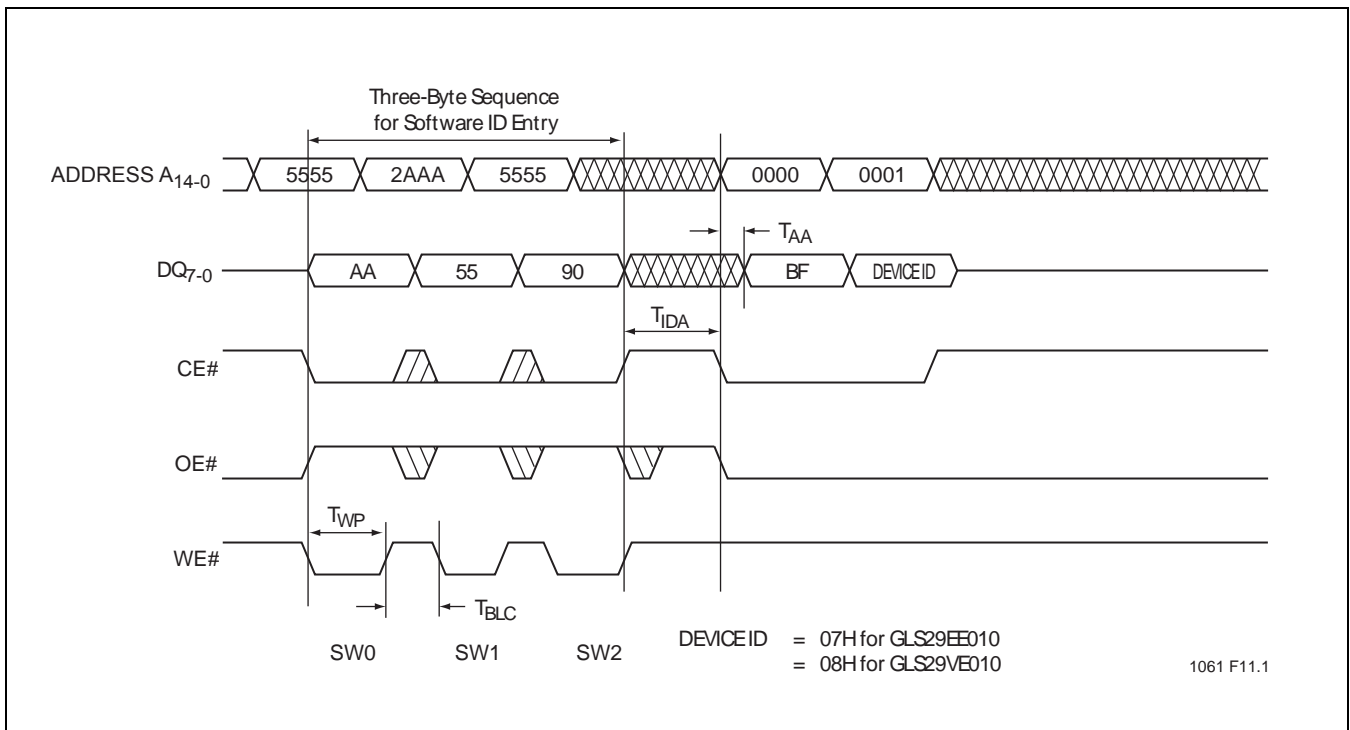 Three-Byte Sequence
for Software ID Entry
ADDRESS A14-0
5555
2AAA
5555
0000
0001
TAA
DQ7-0
AA
55
90
BF
DEVICE ID
TIDA
CE#
OE#
TWP
WE#
TBLC
SW0
SW1
SW2
DEVICE ID = 07H for GLS29EE010
= 08H for GLS29VE010
1061 F11.1